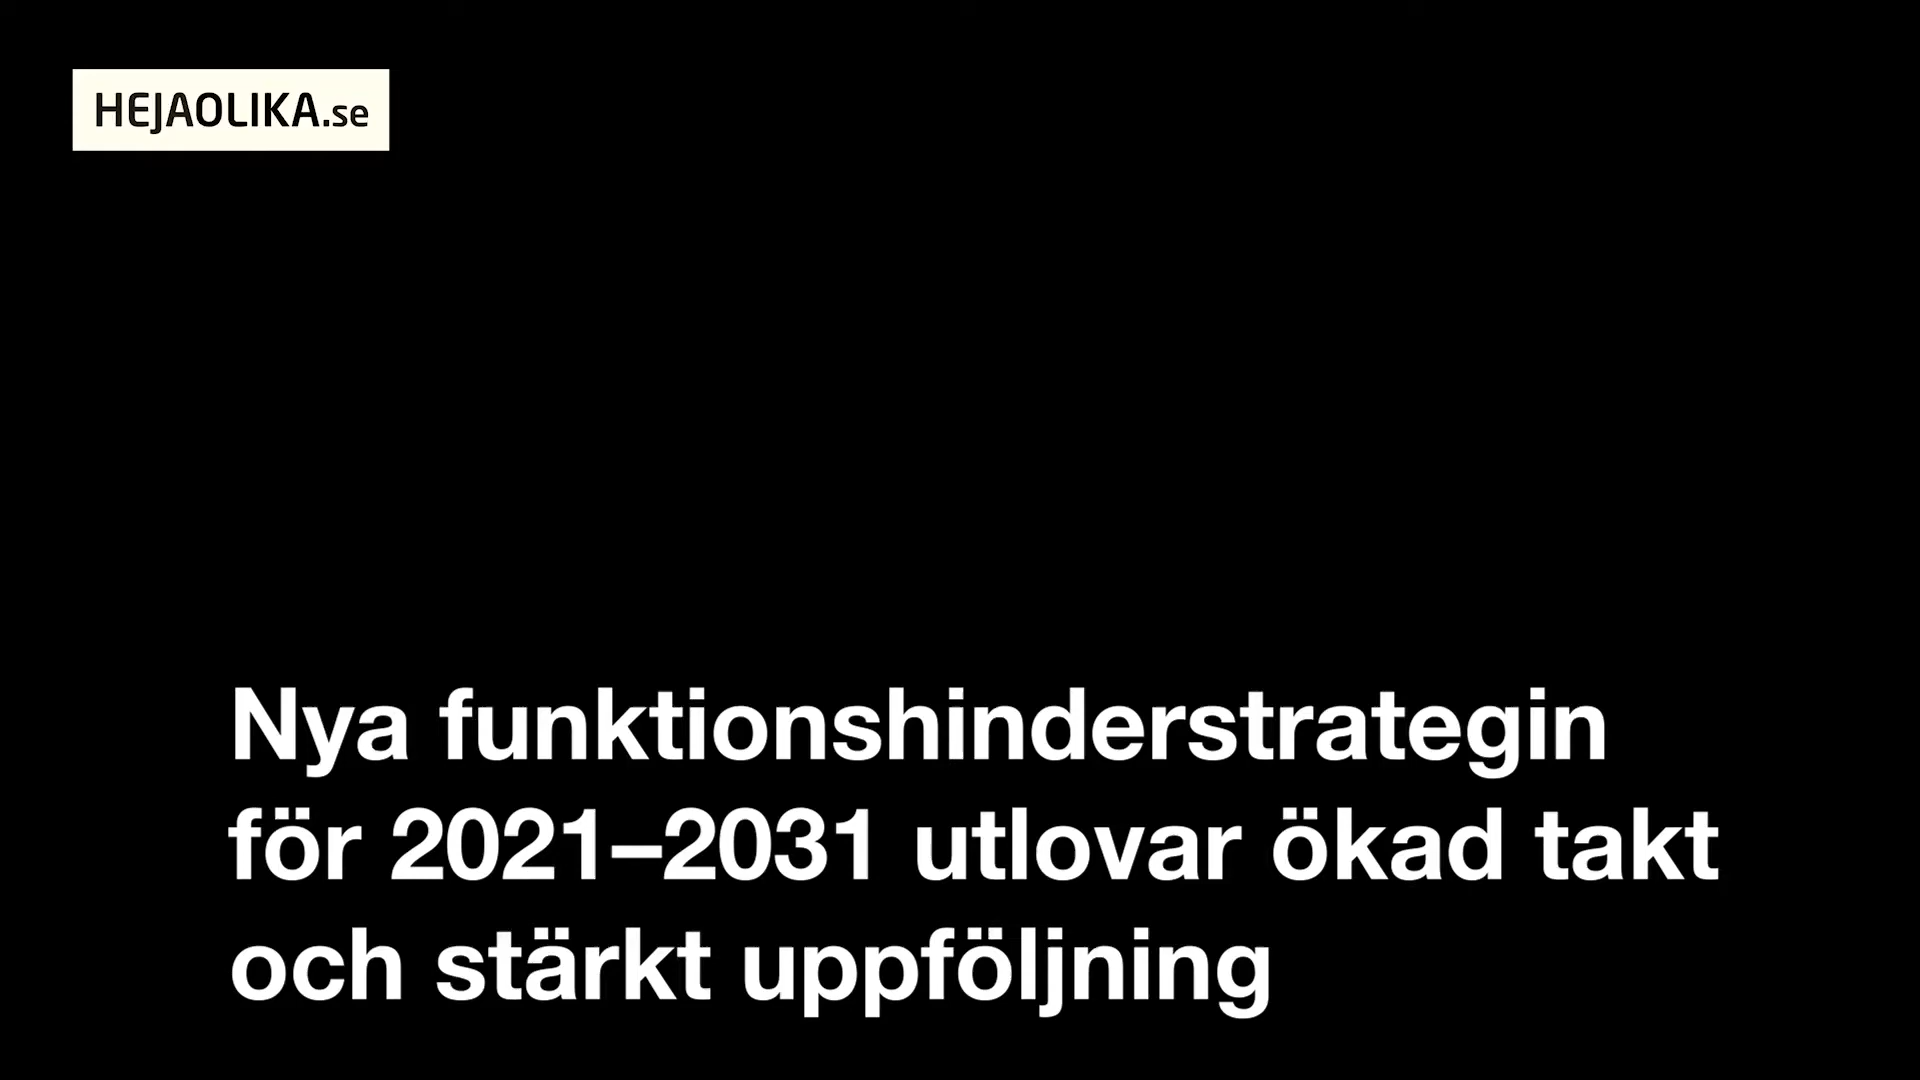 HEJAOLIKA.se
Nya funktionshinderstrategin
för 2021–2031 utlovar ökad takt
och stärkt uppföljning